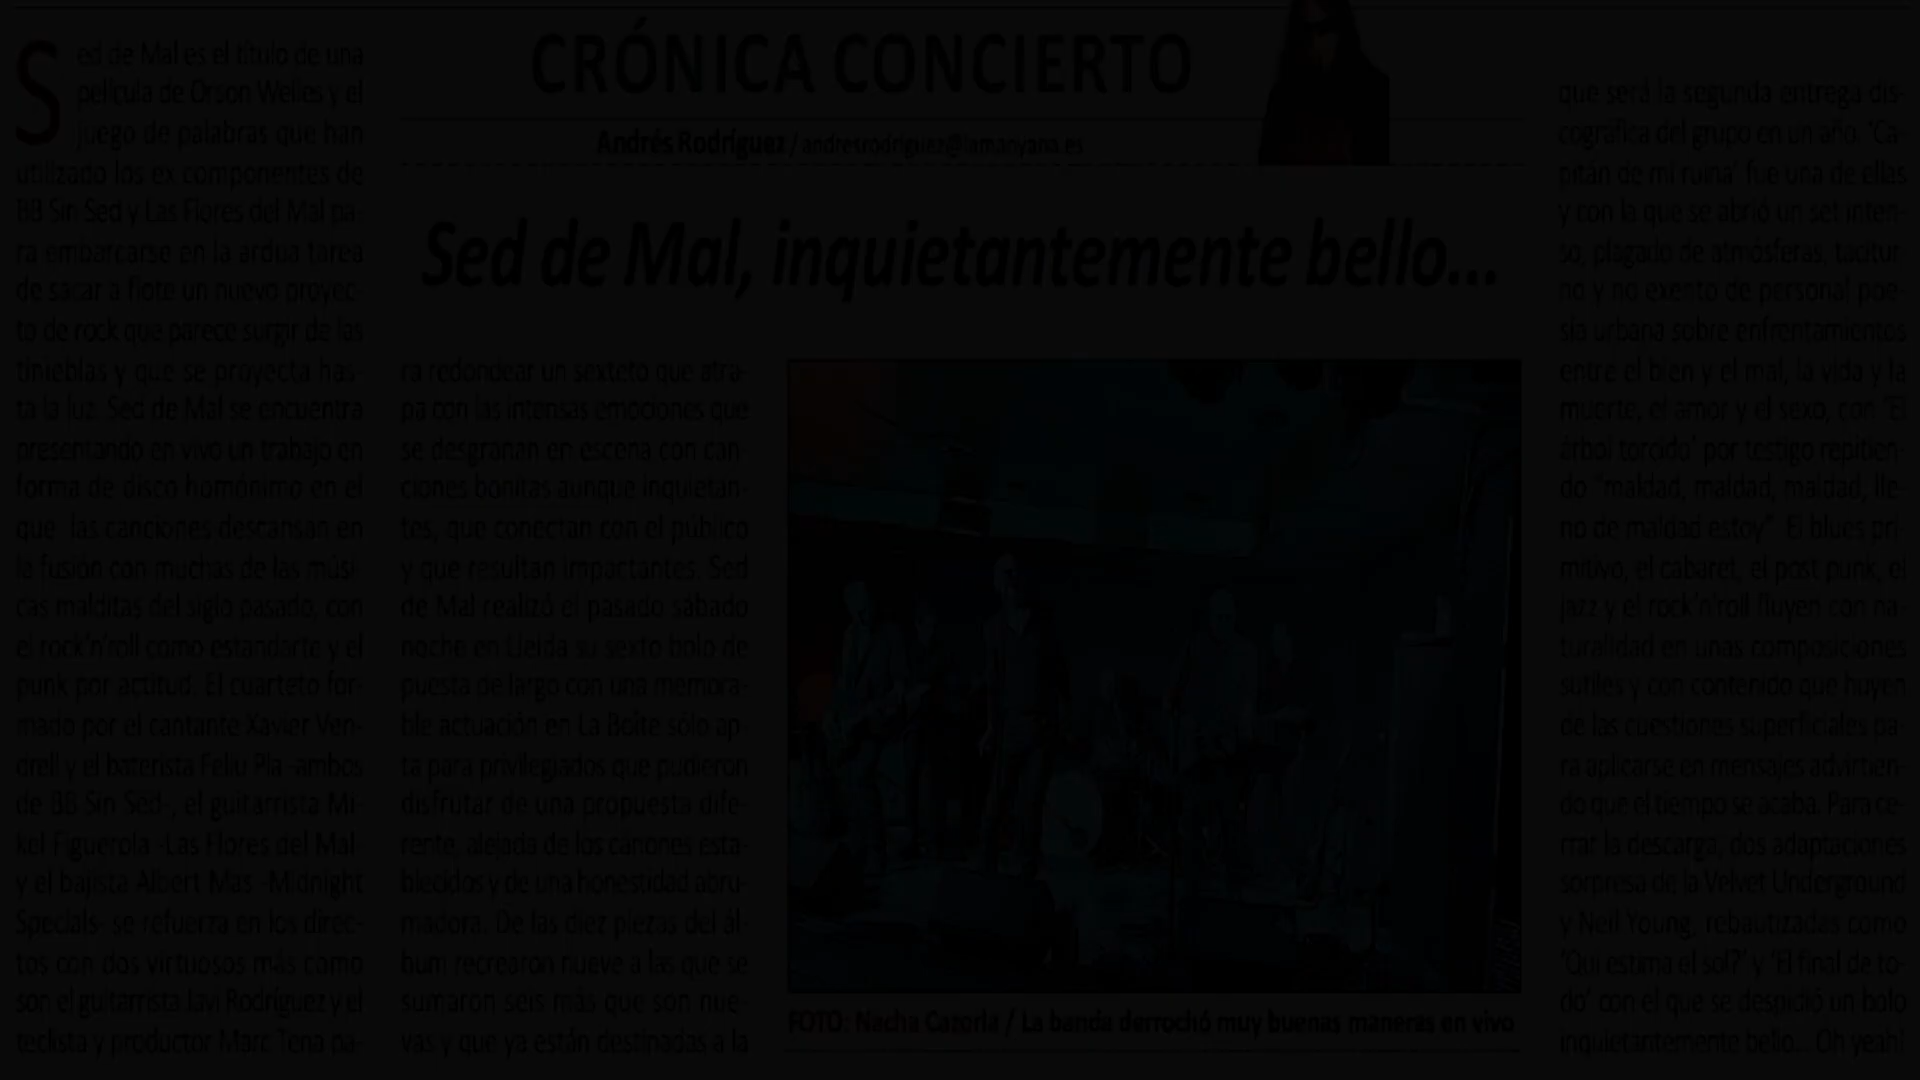 CRÓNICA CONCIERTO
Andrés Rodríguez / andresrodriguez@lamanyana.es
Sed de Mal, inquietantemente bello...
Sed de Mal es el título de una
película de Orson Welles y el
juego de palabras que han
utilizado los ex componentes de
BB Sin Sed y Las Flores del Mal pa-
ra embarcarse en la ardua tarea
de sacar a flote un nuevo proyec-
to de rock que parece surgir de las
tinieblas y que se proyecta has-
ta la luz. Sed de Mal se encuentra
presentando en vivo un trabajo en
forma de disco homónimo en el
que las canciones descansan en
la fusión con muchas de las músi-
cas malditas del siglo pasado, con
el rock'n'roll como estandarte y el
punk por actitud. El cuarteto for-
mado por el cantante Xavier Ven-
drell y el baterista Feliu Pla -ambos
de BB Sin Sed-, el guitarrista Mi-
kel Figuerola -Las Flores del Mal-
y el bajista Albert Mas -Midnight
Specials- se refuerza en los direc-
tos con dos virtuosos más como
son el guitarrista Javi Rodríguez y el
teclista y productor Marc Tena pa-
ra redondear un sexteto que atra-
pa con las intensas emociones que
se desgranan en escena con can-
ciones bonitas aunque inquietan-
tes, que conectan con el público
y que resultan impactantes. Sed
de Mal realizó el pasado sábado
noche en Lleida su sexto bolo de
puesta de largo con una memora-
ble actuación en La Boîte sólo ap-
ta para privilegiados que pudieron
disfrutar de una propuesta dife-
rente, alejada de los cánones esta-
blecidos y de una honestidad abru-
madora. De las diez piezas del ál-
bum recrearon nueve a las que se
sumaron seis más que son nue-
vas y que ya están destinadas a la
FOTO: Nacha Cazorla / La banda derrochó muy buenas maneras en vivo
que será la segunda entrega dis-
cográfica del grupo en un año. 'Ca-
pitán de mi ruina' fue una de ellas
y con la que se abrió un set inten-
so, plagado de atmósferas, tacitur-
no y no exento de personal poe-
sía urbana sobre enfrentamientos
entre el bien y el mal, la vida y la
muerte, el amor y el sexo, con 'El
árbol torcido' por testigo repitien-
do "maldad, maldad, maldad, lle-
no de maldad estoy". El blues pri-
mitivo, el cabaret, el post punk, el
jazz y el rock'n'roll fluyen con na-
turalidad en unas composiciones
sutiles y con contenido que huyen
de las cuestiones superficiales pa-
ra aplicarse en mensajes advirtien-
do que el tiempo se acaba. Para ce-
rrar la descarga, dos adaptaciones
sorpresa de la Velvet Underground
y Neil Young, rebautizadas como
'Qui estima el sol?' y 'El final de to-
do' con el que se despidió un bolo
inquietantemente bello... Oh yeah!